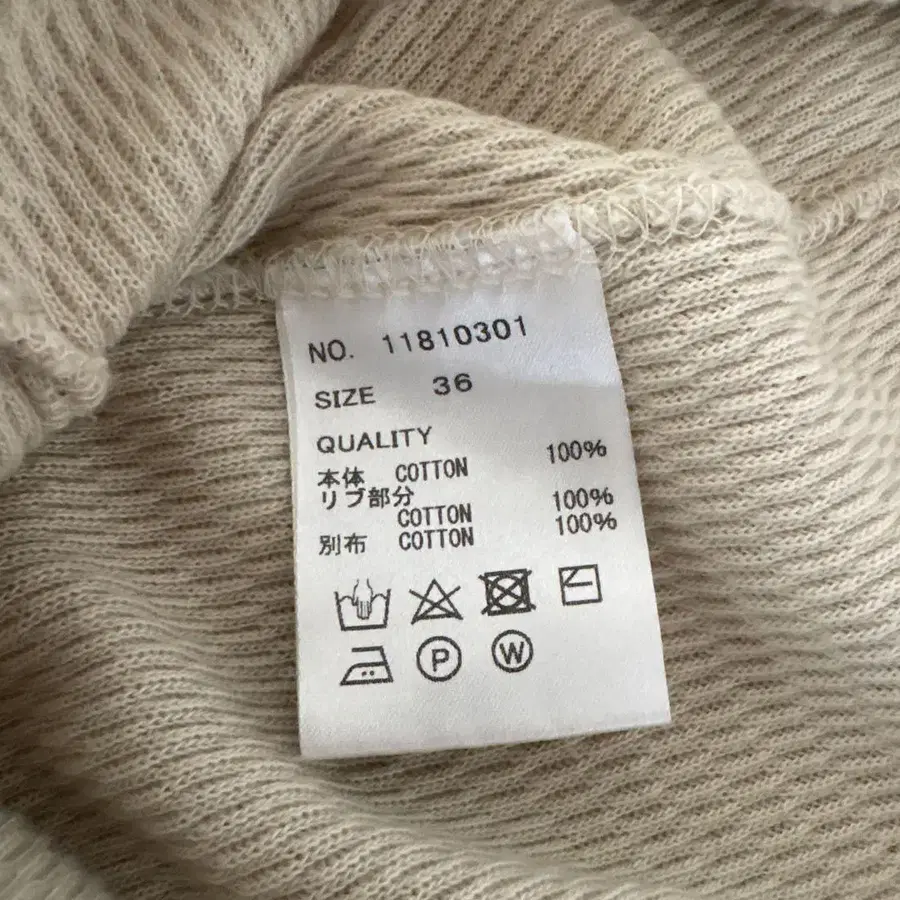 NO. 11810301
SIZE 36
QUALITY
本体 COTTON 100%
リブ部分
COTTON 100%
別布 COTTON 100%
P W